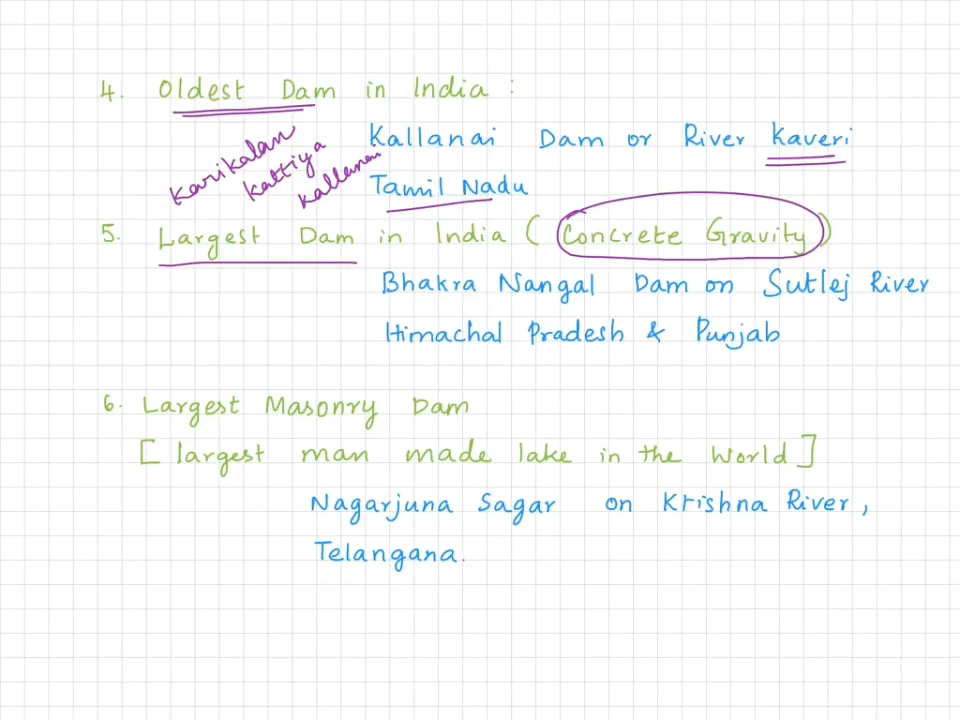 4. Oldest Dam in India :
Kallanai Dam or River Kaveri
Karikalan
Kattiya
Kallanai
Tamil Nadu
5. Largest Dam in India ( Concrete Gravity )
Bhakra Nangal Dam on Sutlej River
Himachal Pradesh & Punjab
6. Largest Masonry Dam
[ largest man made lake in the World ]
Nagarjuna Sagar on Krishna River,
Telangana.